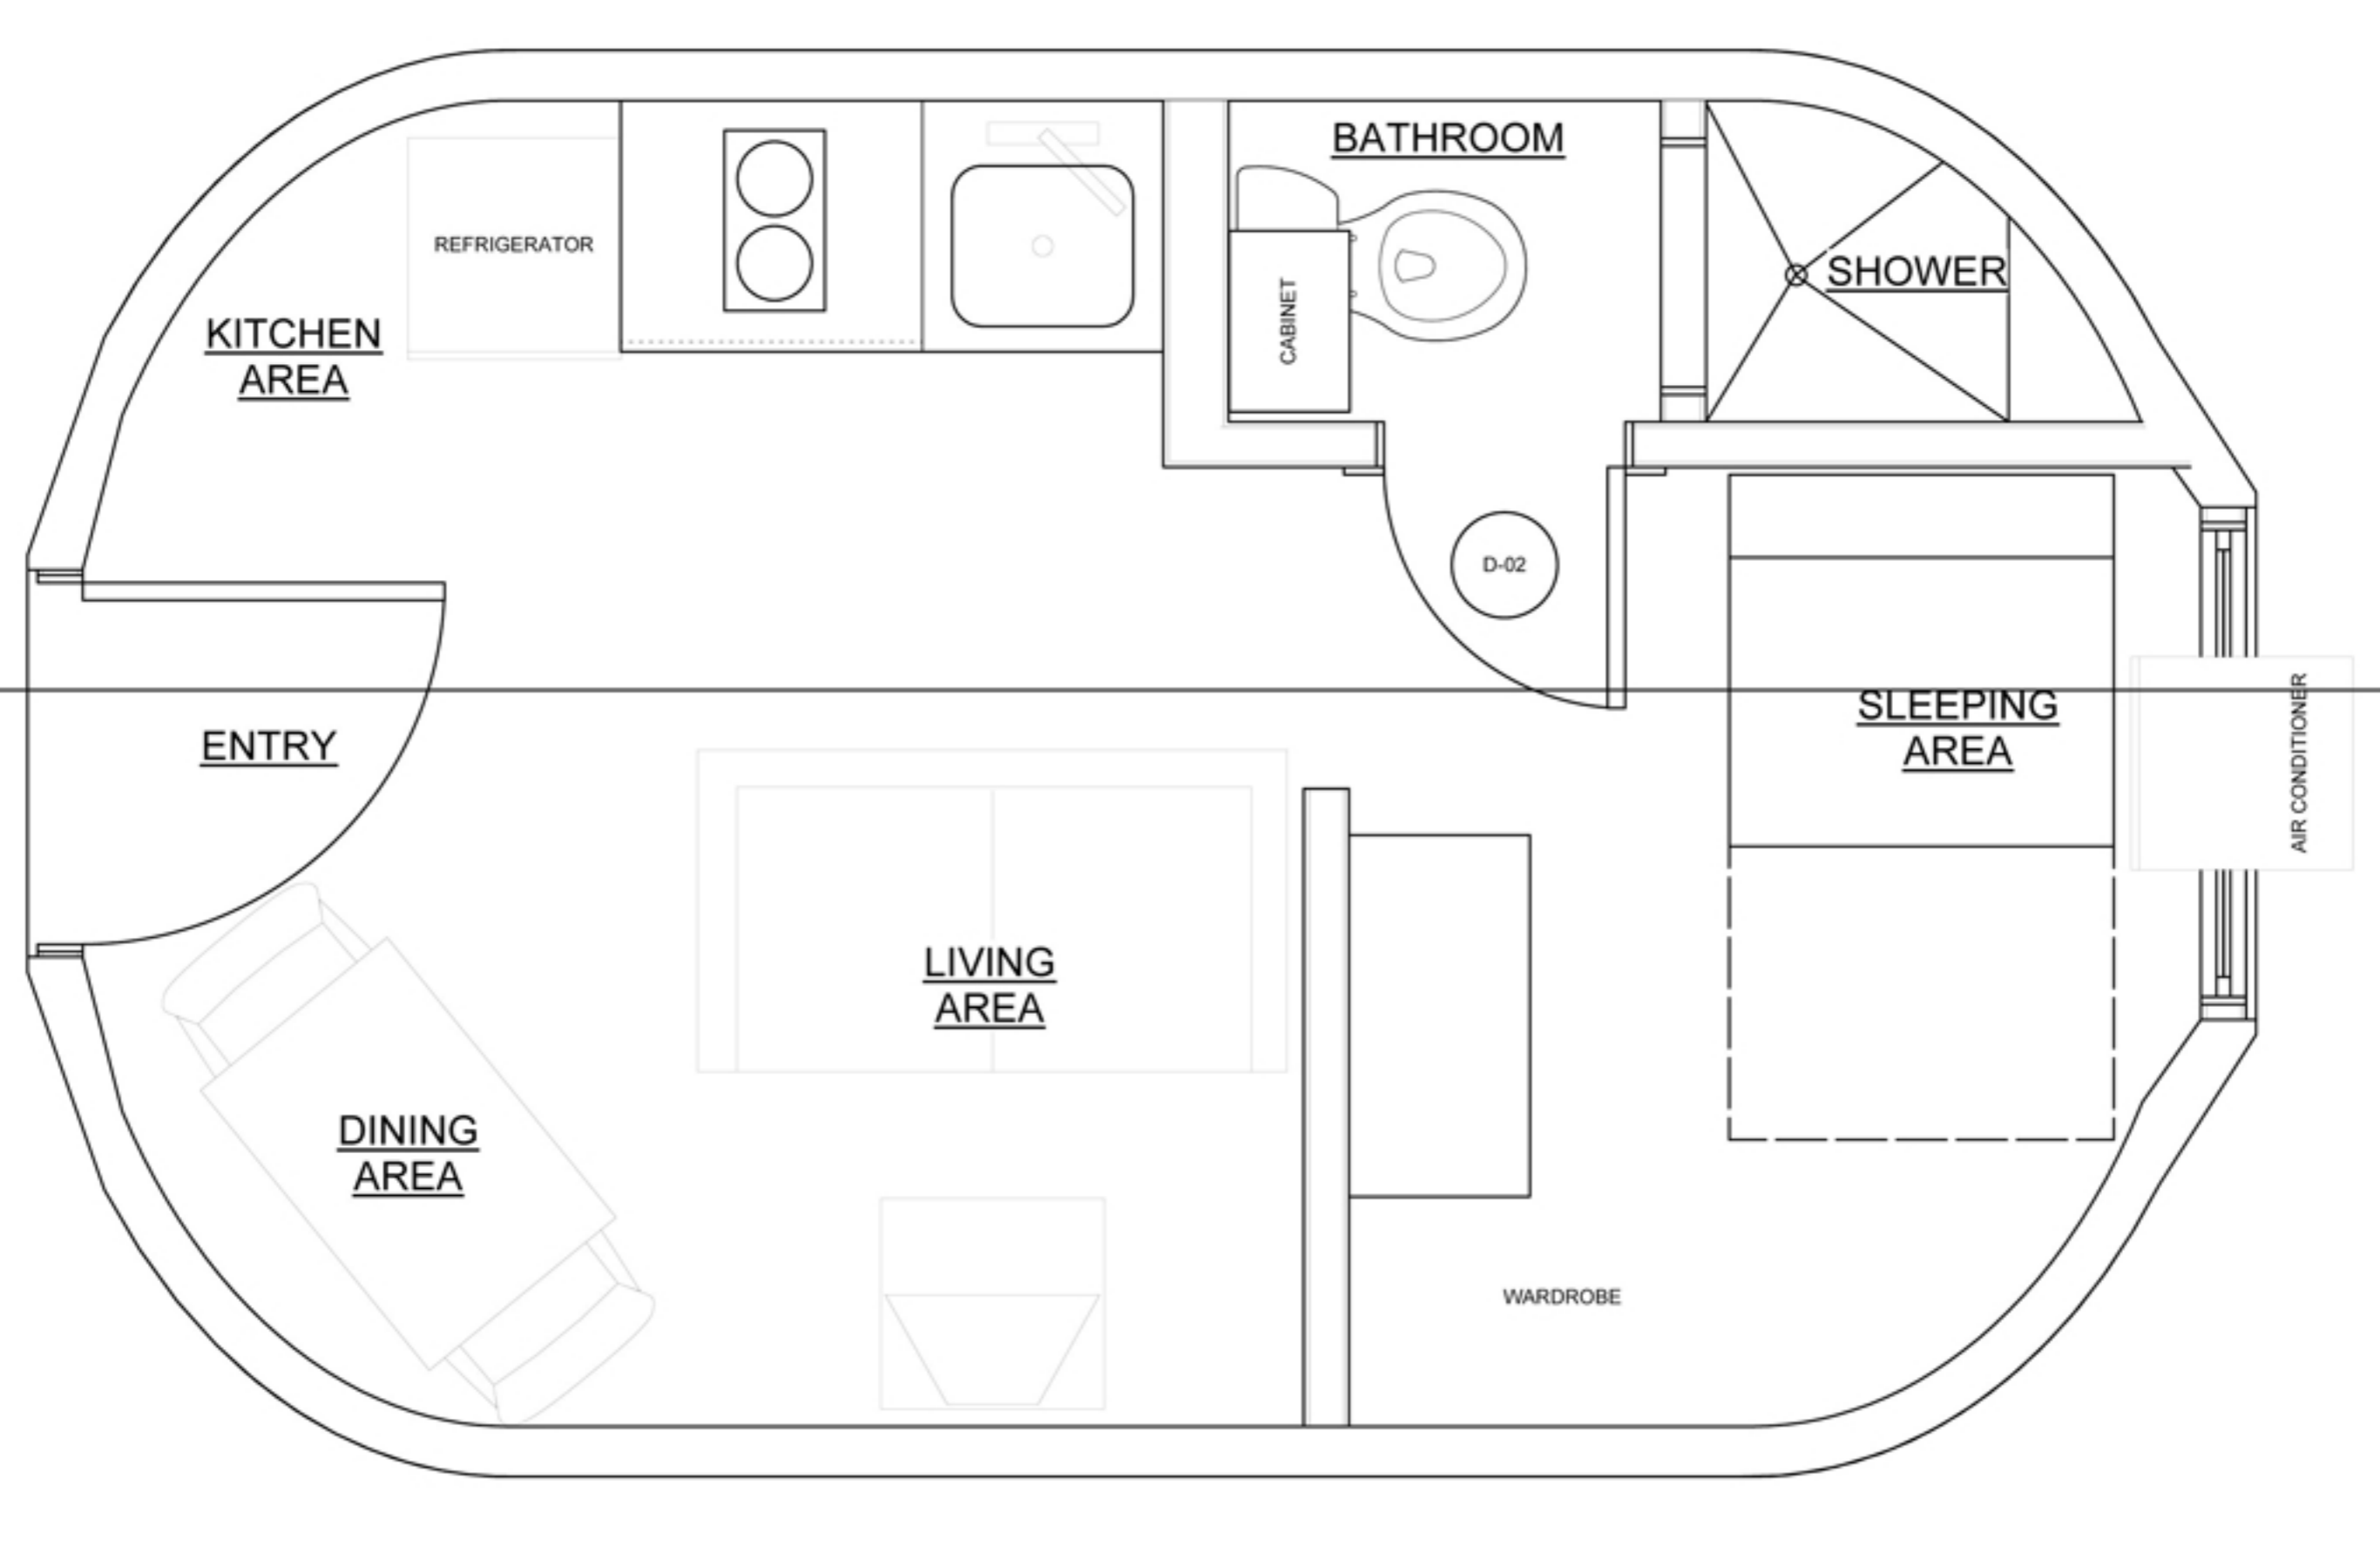 BATHROOM
REFRIGERATOR
SHOWER
CABINET
KITCHEN
AREA
D-02
SLEEPING
AREA
AIR CONDITIONER
ENTRY
LIVING
AREA
DINING
AREA
WARDROBE